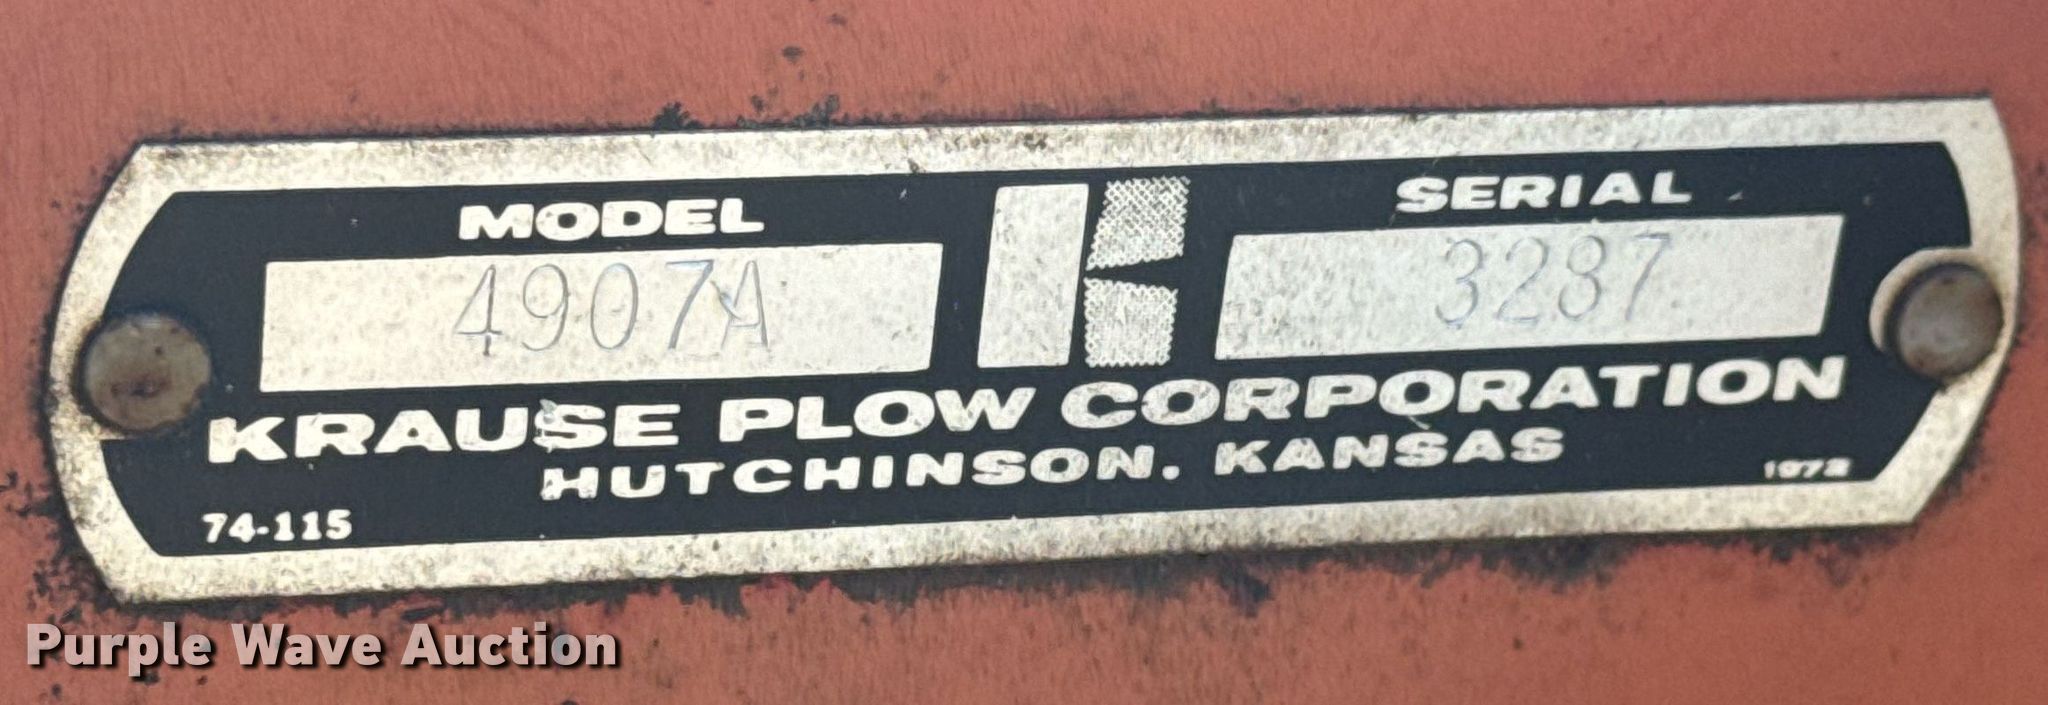 MODEL
SERIAL
4907A
3287
KRAUSE PLOW CORPORATION
HUTCHINSON, KANSAS
74-115
1972
Purple Wave Auction